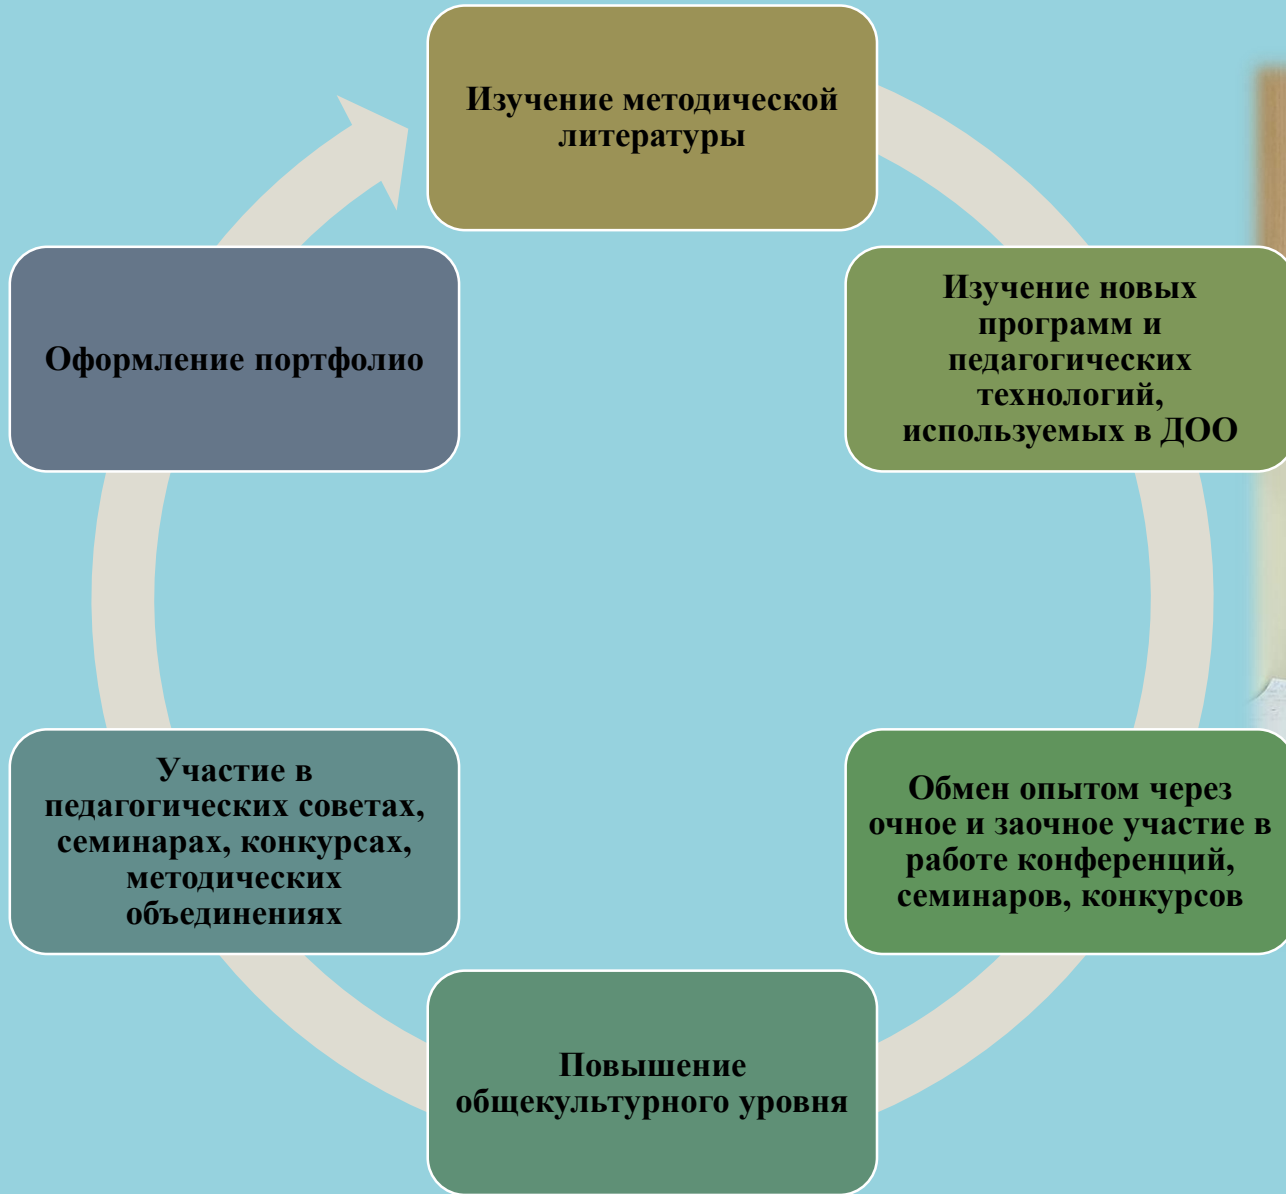 Изучение методической
литературы
Изучение новых
программ и
педагогических
технологий,
используемых в ДОО
Обмен опытом через
очное и заочное участие в
работе конференций,
семинаров, конкурсов
Повышение
общекультурного уровня
Участие в
педагогических советах,
семинарах, конкурсах,
методических
объединениях
Оформление портфолио